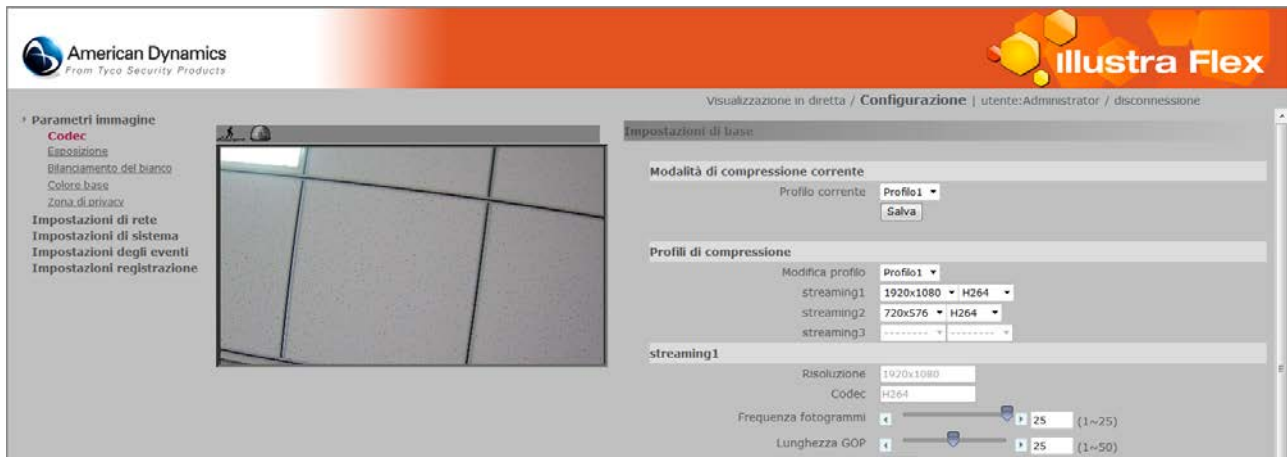 American Dynamics
From Tyco Security Products
illustra Flex
Visualizzazione in diretta / Configurazione | utente:Administrator / disconnessione
Parametri immagine
Codec
Esposizione
Bilanciamento del bianco
Colore base
Zona di privacy
Impostazioni di rete
Impostazioni di sistema
Impostazioni degli eventi
Impostazioni registrazione
Impostazioni di base
Modalità di compressione corrente
Profilo corrente Profilo1
Salva
Profili di compressione
Modifica profilo Profilo1
streaming1 1920x1080 H264
streaming2 720x576 H264
streaming3 -------- --------
streaming1
Risoluzione 1920x1080
Codec H264
Frequenza fotogrammi 25 (1~25)
Lunghezza GOP 25 (1~50)